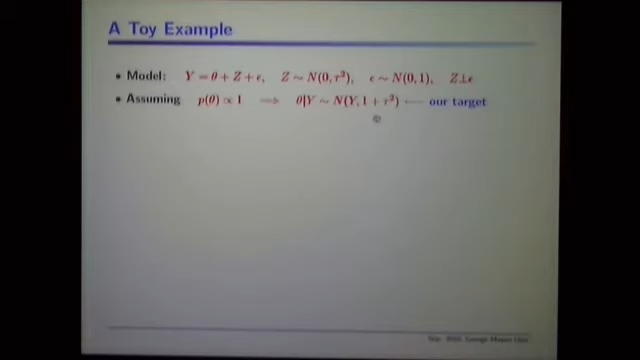 A Toy Example
• Model: Y = θ + Z + ϵ, Z ∼ N(0, τ²), ϵ ∼ N(0, 1), Z⊥ϵ
• Assuming p(θ) ∝ 1 ⟹ θ|Y ∼ N(Y, 1 + τ²) ⟵ our target